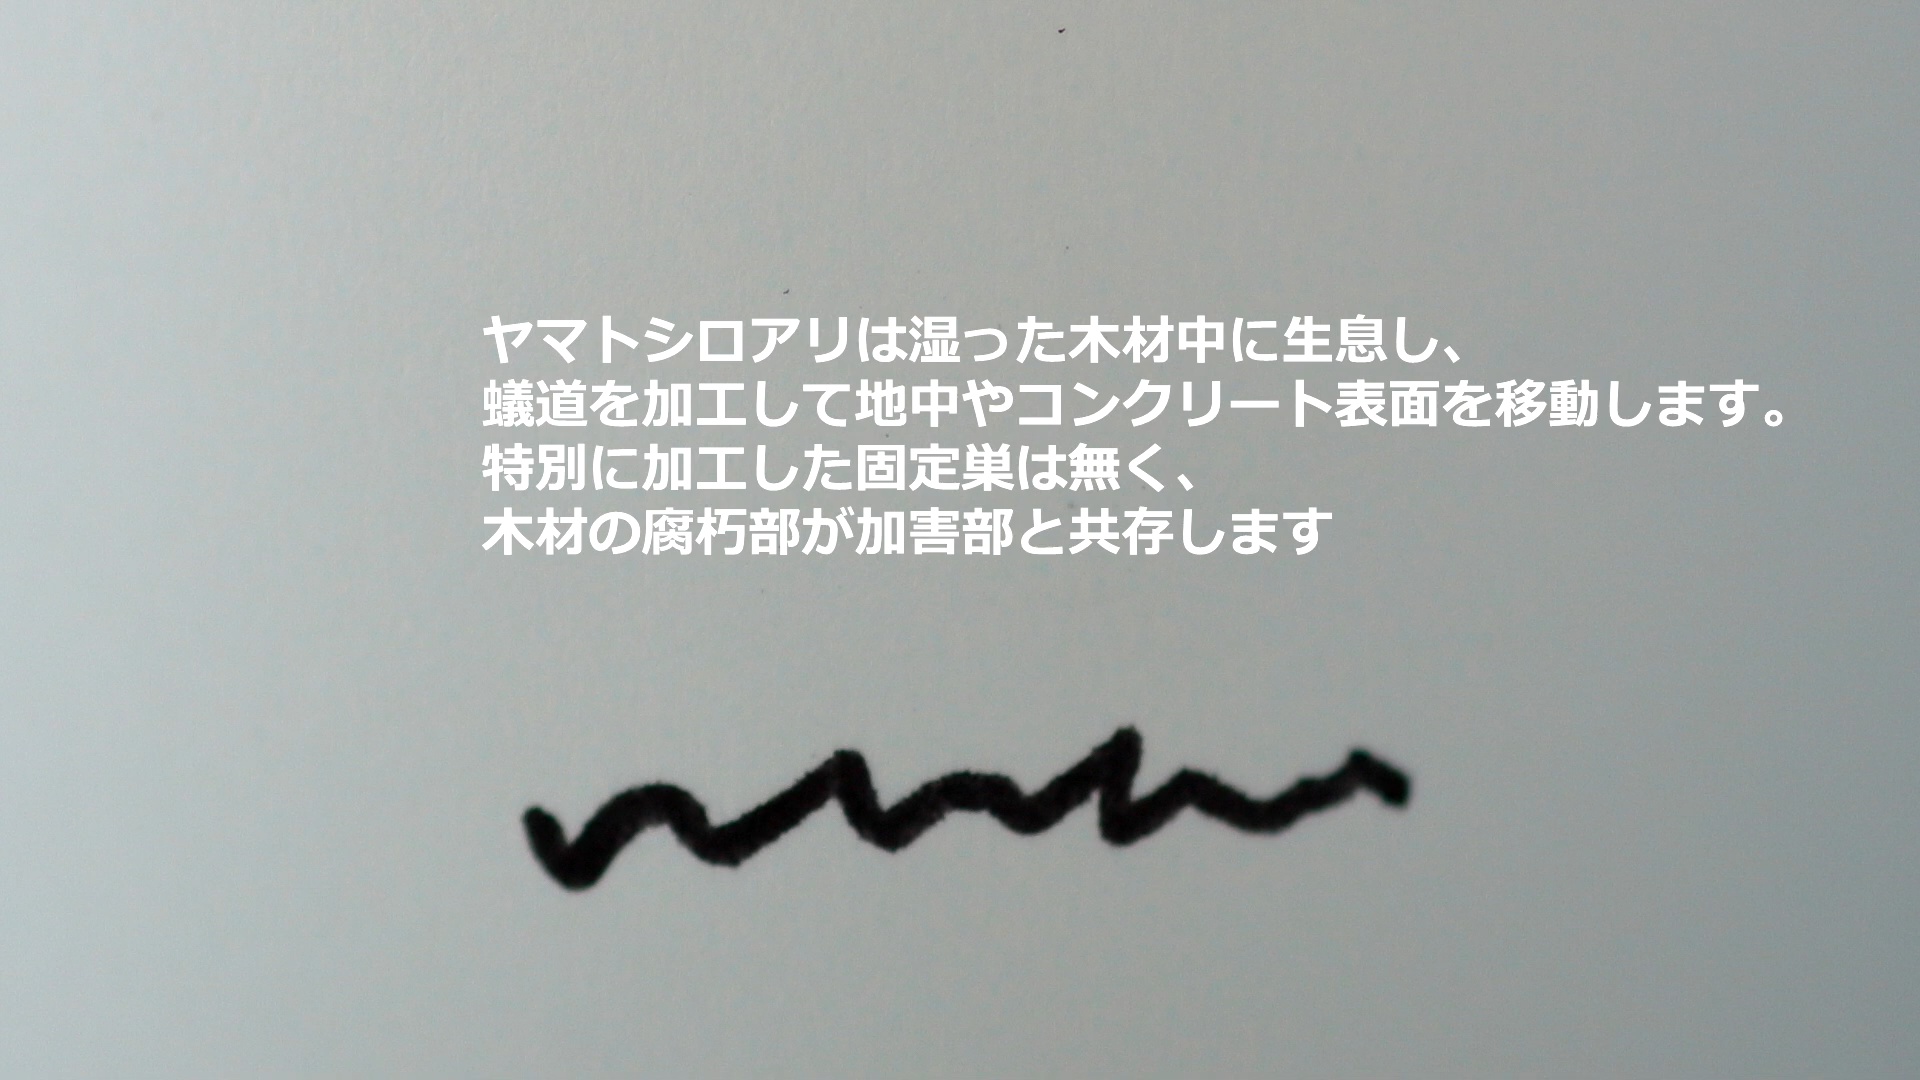 ヤマトシロアリは湿った木材中に生息し、
蟻道を加工して地中やコンクリート表面を移動します。
特別に加工した固定巣は無く、
木材の腐朽部が加害部と共存します